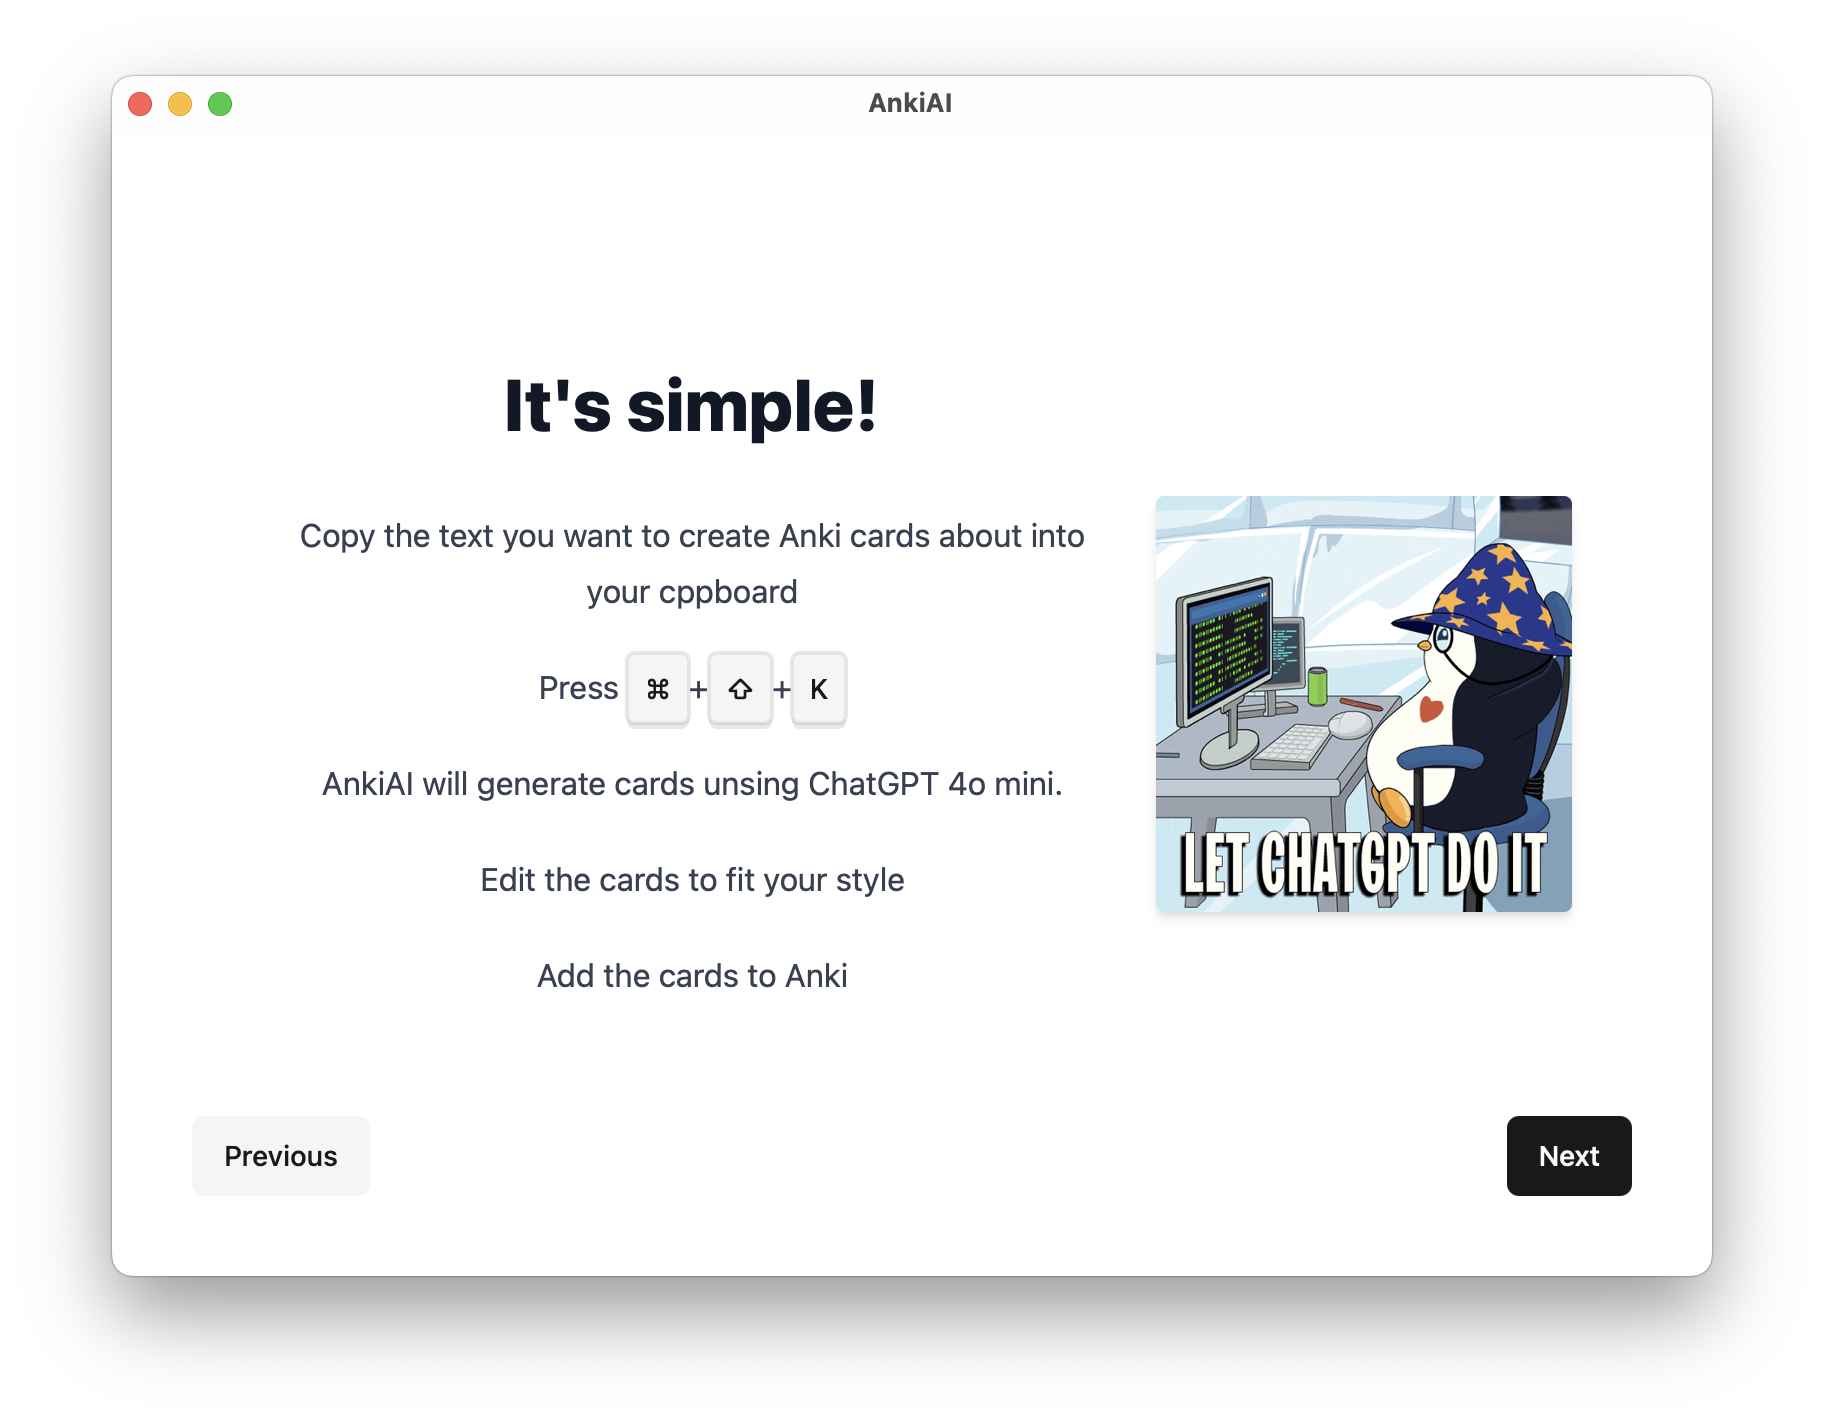 AnkiAI
It's simple!
Copy the text you want to create Anki cards about into
your cppboard
Press ⌘ + ⇧ + K
AnkiAI will generate cards unsing ChatGPT 4o mini.
Edit the cards to fit your style
Add the cards to Anki
LET CHATGPT DO IT
Previous
Next